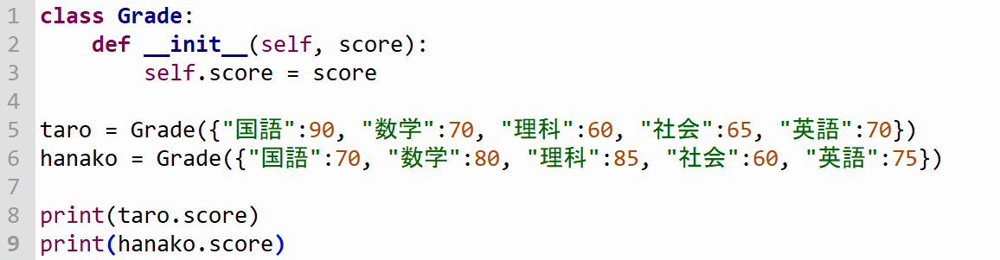 1 class Grade:
2     def __init__(self, score):
3         self.score = score
4
5 taro = Grade({"国語":90, "数学":70, "理科":60, "社会":65, "英語":70})
6 hanako = Grade({"国語":70, "数学":80, "理科":85, "社会":60, "英語":75})
7
8 print(taro.score)
9 print(hanako.score)